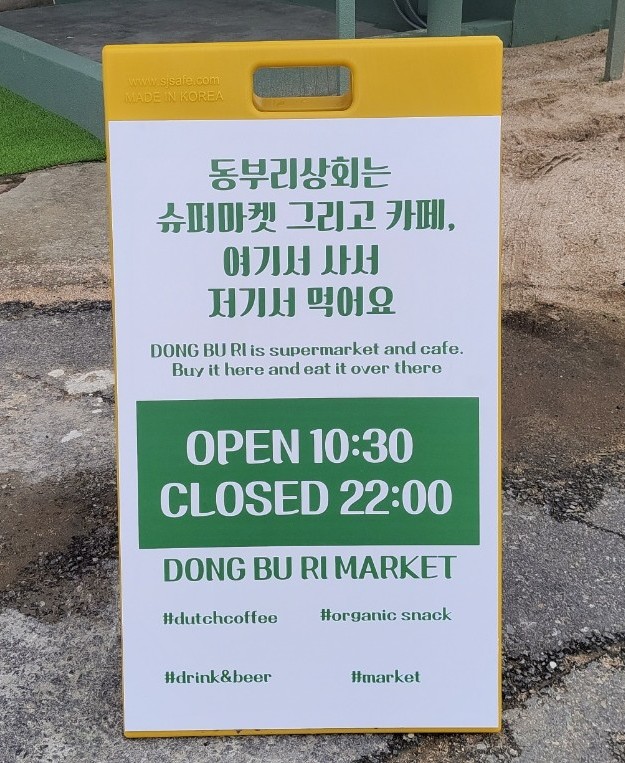 www.sjsafe.com
MADE IN KOREA
동부리상회는
슈퍼마켓 그리고 카페,
여기서 사서
저기서 먹어요
DONG BU RI is supermarket and cafe.
Buy it here and eat it over there
OPEN 10:30
CLOSED 22:00
DONG BU RI MARKET
#dutchcoffee #organic snack
#drink&beer #market